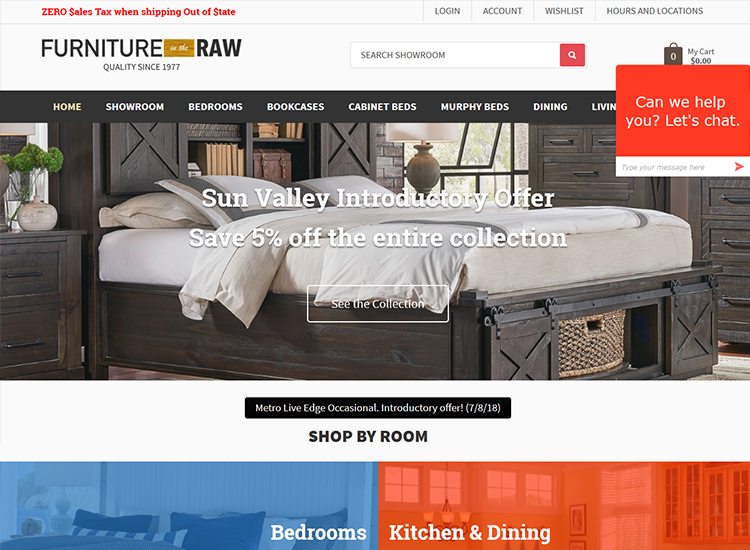 ZERO $ales Tax when shipping Out of $tate
LOGIN
ACCOUNT
WISHLIST
HOURS AND LOCATIONS
FURNITURE in the RAW
QUALITY SINCE 1977
SEARCH SHOWROOM
0
My Cart
$0.00
HOME
SHOWROOM
BEDROOMS
BOOKCASES
CABINET BEDS
MURPHY BEDS
DINING
LIVIN
Can we help
you? Let's chat.
Type your message here
Sun Valley Introductory Offer
Save 5% off the entire collection
See the Collection
Metro Live Edge Occasional. Introductory offer! (7/8/18)
SHOP BY ROOM
Bedrooms
Kitchen & Dining